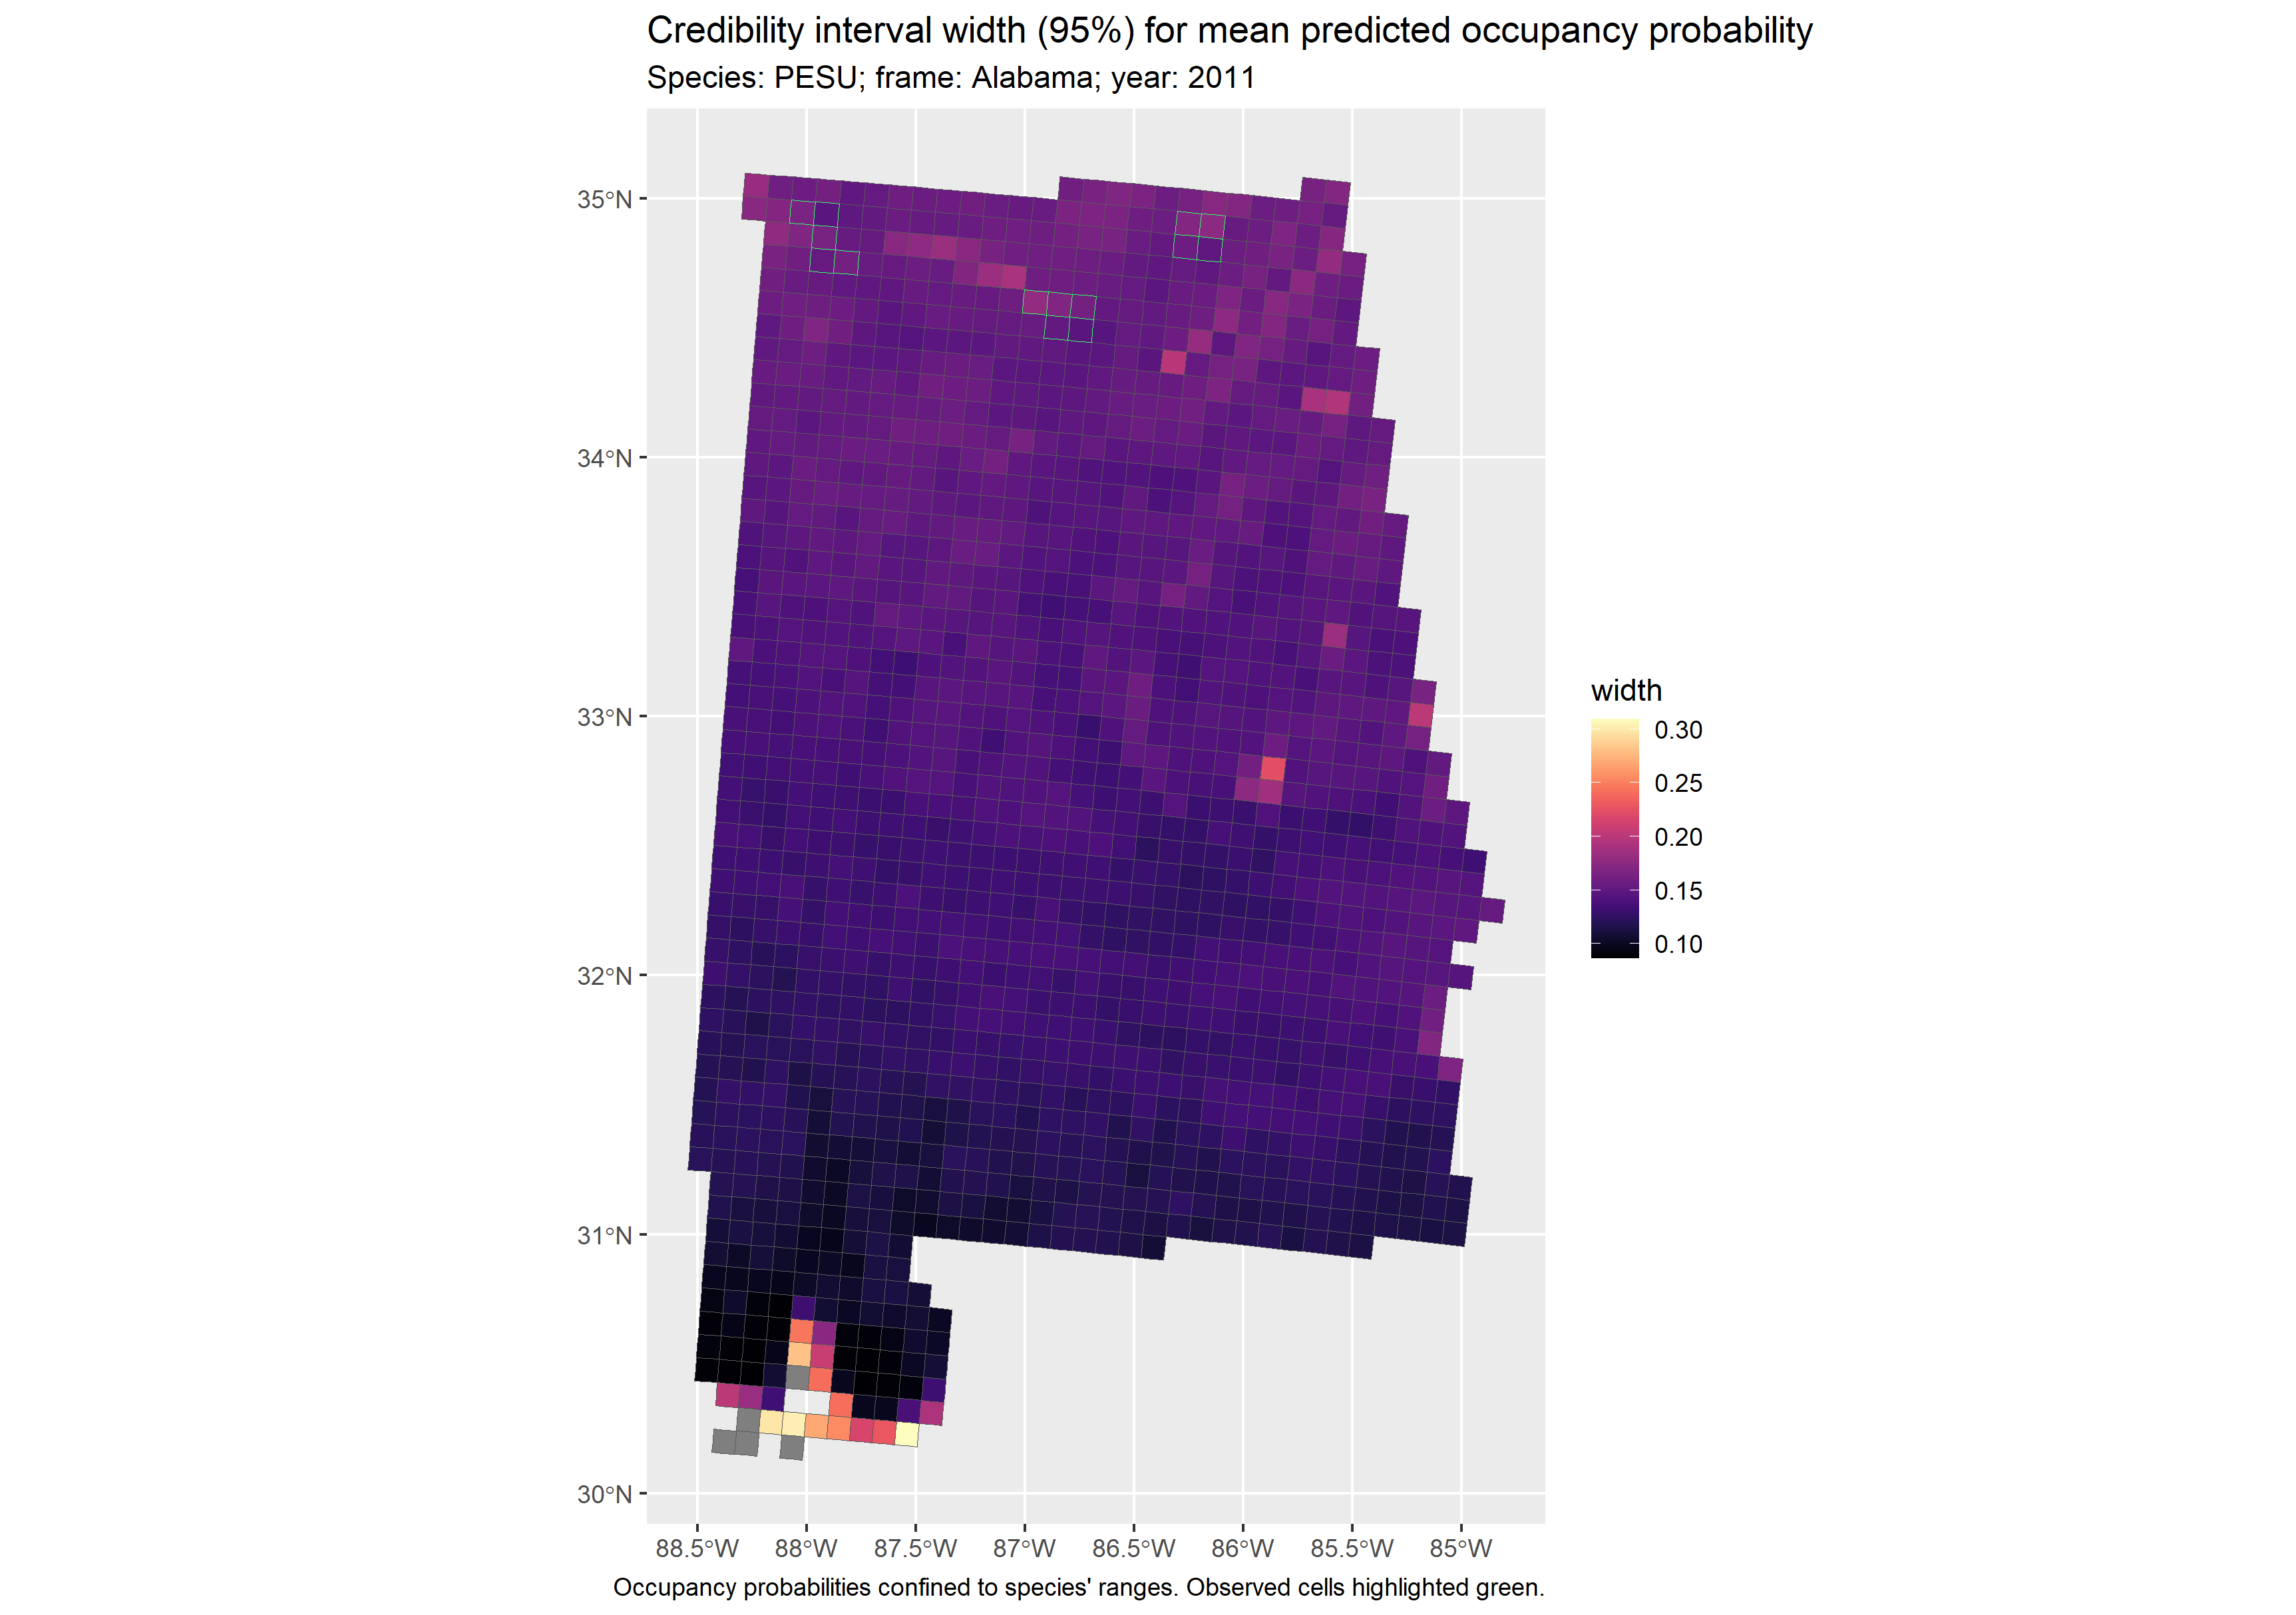 Credibility interval width (95%) for mean predicted occupancy probability
Species: PESU; frame: Alabama; year: 2011
35°N
34°N
33°N
32°N
31°N
30°N
88.5°W 88°W 87.5°W 87°W 86.5°W 86°W 85.5°W 85°W
width
0.30
0.25
0.20
0.15
0.10
Occupancy probabilities confined to species' ranges. Observed cells highlighted green.